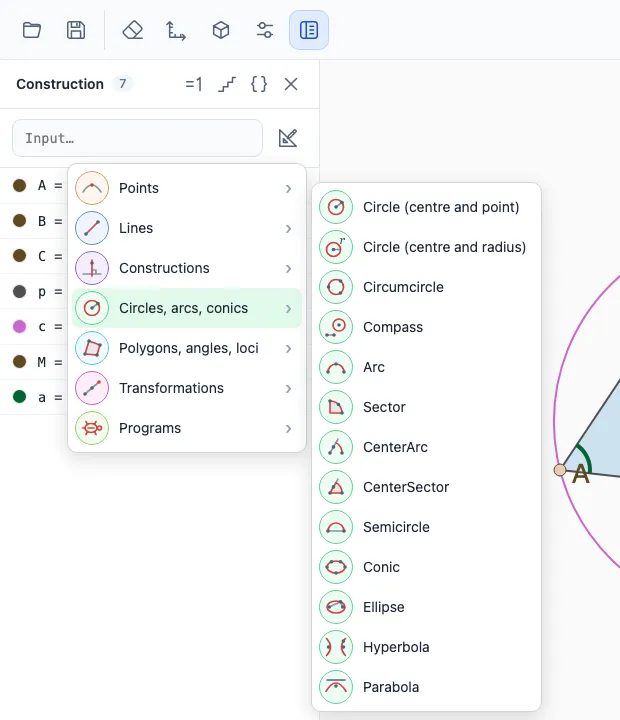 Construction 7
=1 {}
Input…
A =
B =
C =
p =
c =
M =
a =
Points
Lines
Constructions
Circles, arcs, conics
Polygons, angles, loci
Transformations
Programs
Circle (centre and point)
r
Circle (centre and radius)
Circumcircle
Compass
Arc
Sector
CenterArc
CenterSector
Semicircle
Conic
Ellipse
Hyperbola
Parabola
A